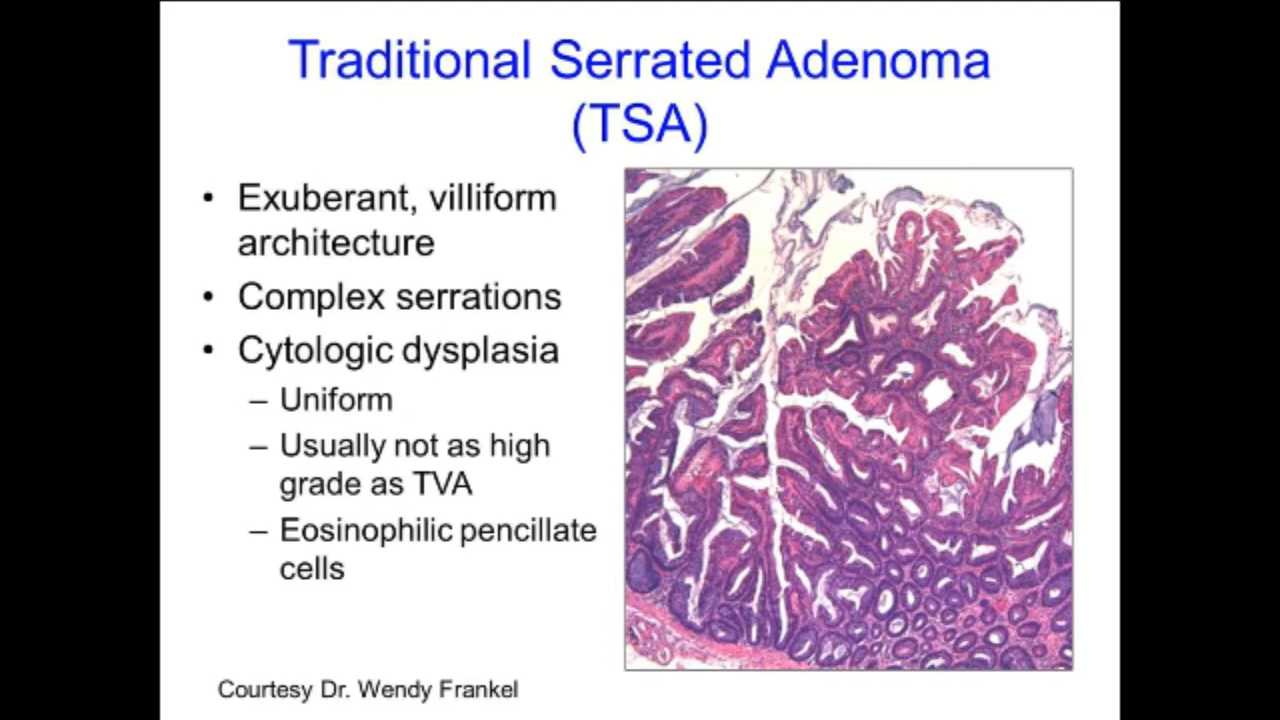 Traditional Serrated Adenoma
(TSA)
• Exuberant, villiform
architecture
• Complex serrations
• Cytologic dysplasia
– Uniform
– Usually not as high
grade as TVA
– Eosinophilic pencillate
cells
Courtesy Dr. Wendy Frankel